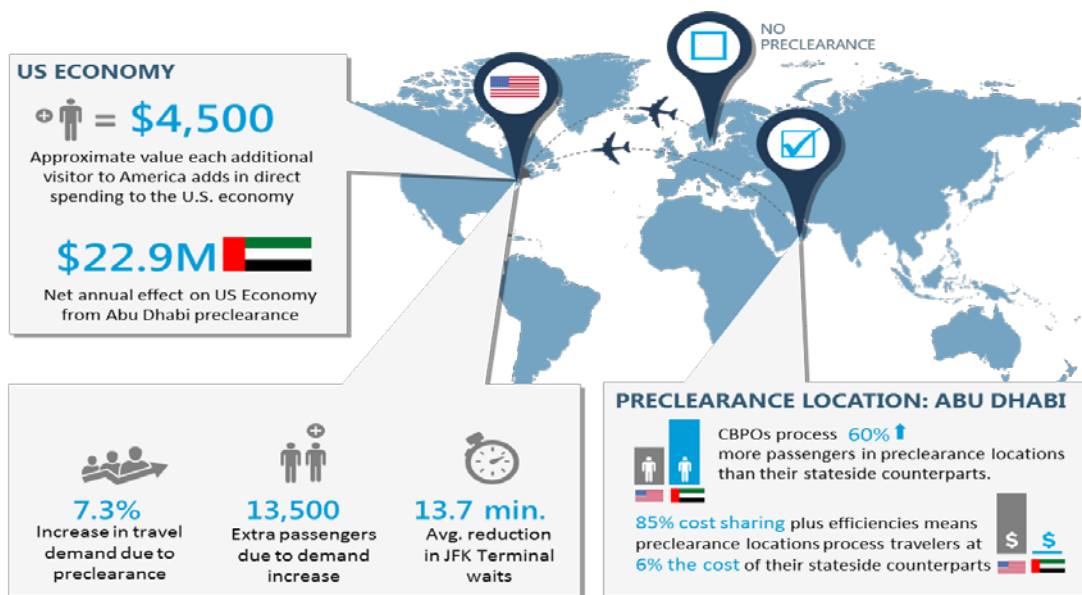 NO
PRECLEARANCE
US ECONOMY
= $4,500
Approximate value each additional
visitor to America adds in direct
spending to the U.S. economy
$22.9M
Net annual effect on US Economy
from Abu Dhabi preclearance
7.3%
Increase in travel
demand due to
preclearance
13,500
Extra passengers
due to demand
increase
13.7 min.
Avg. reduction
in JFK Terminal
waits
PRECLEARANCE LOCATION: ABU DHABI
CBPOs process 60%
more passengers in preclearance locations
than their stateside counterparts.
85% cost sharing plus efficiencies means
preclearance locations process travelers at
6% the cost of their stateside counterparts
$ $